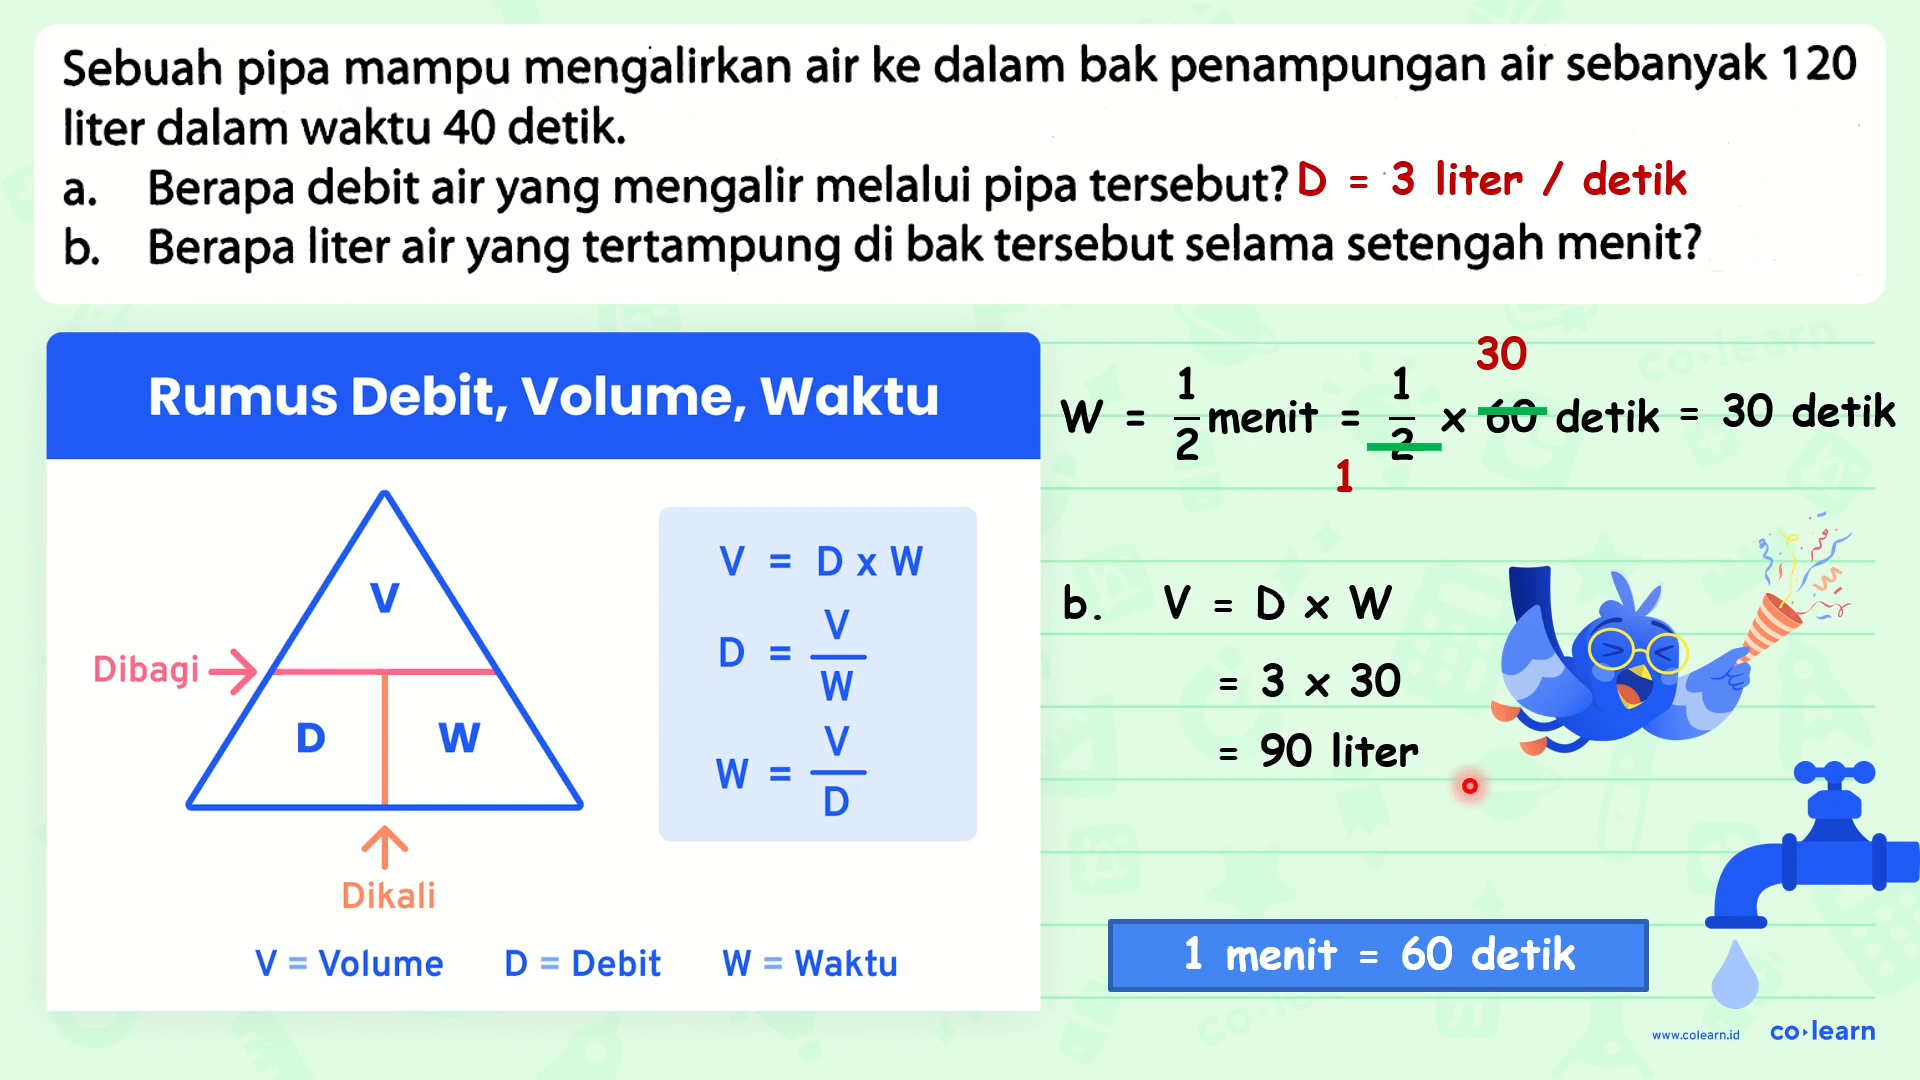 Sebuah pipa mampu mengalirkan air ke dalam bak penampungan air sebanyak 120
liter dalam waktu 40 detik.
a. Berapa debit air yang mengalir melalui pipa tersebut? D = 3 liter / detik
b. Berapa liter air yang tertampung di bak tersebut selama setengah menit?
Rumus Debit, Volume, Waktu
V
Dibagi
D W
Dikali
V = D x W
D = V/W
W = V/D
V = Volume D = Debit W = Waktu
30
W = 1/2 menit = 1/2 x 60 detik = 30 detik
1
b. V = D x W
= 3 x 30
= 90 liter
1 menit = 60 detik
www.colearn.id co learn